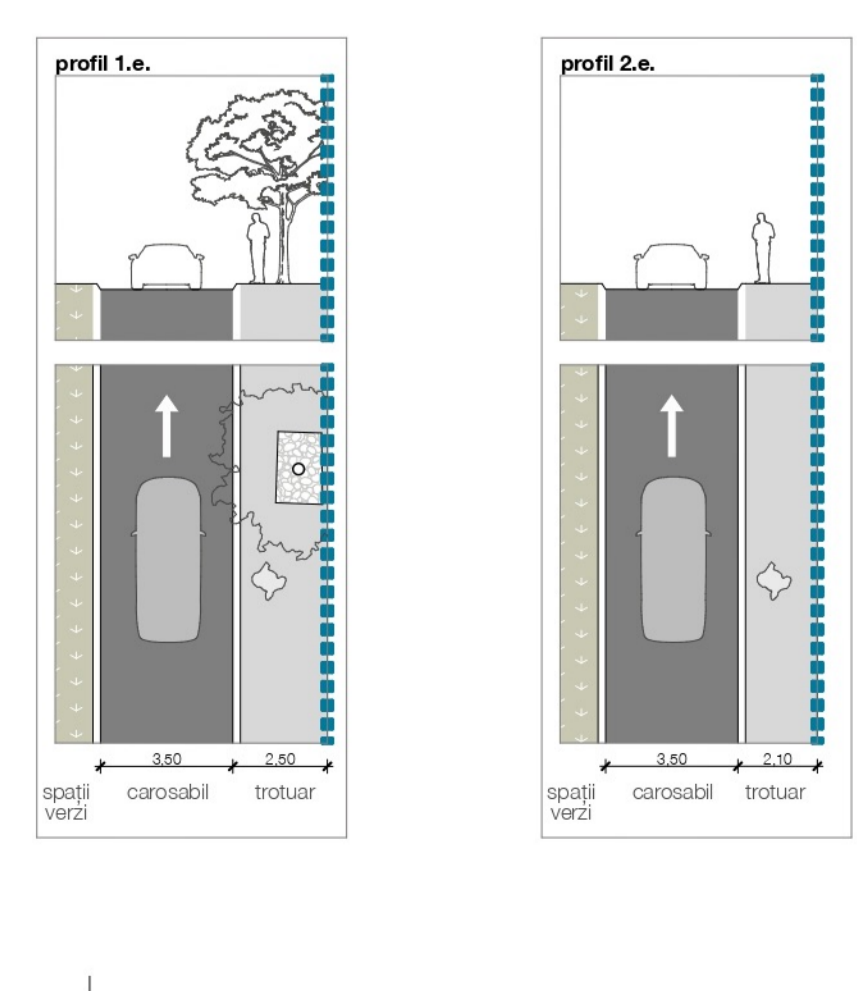 profil 1.e.
3,50 2,50
spații verzi
carosabil
trotuar
profil 2.e.
3,50 2,10
spații verzi
carosabil
trotuar